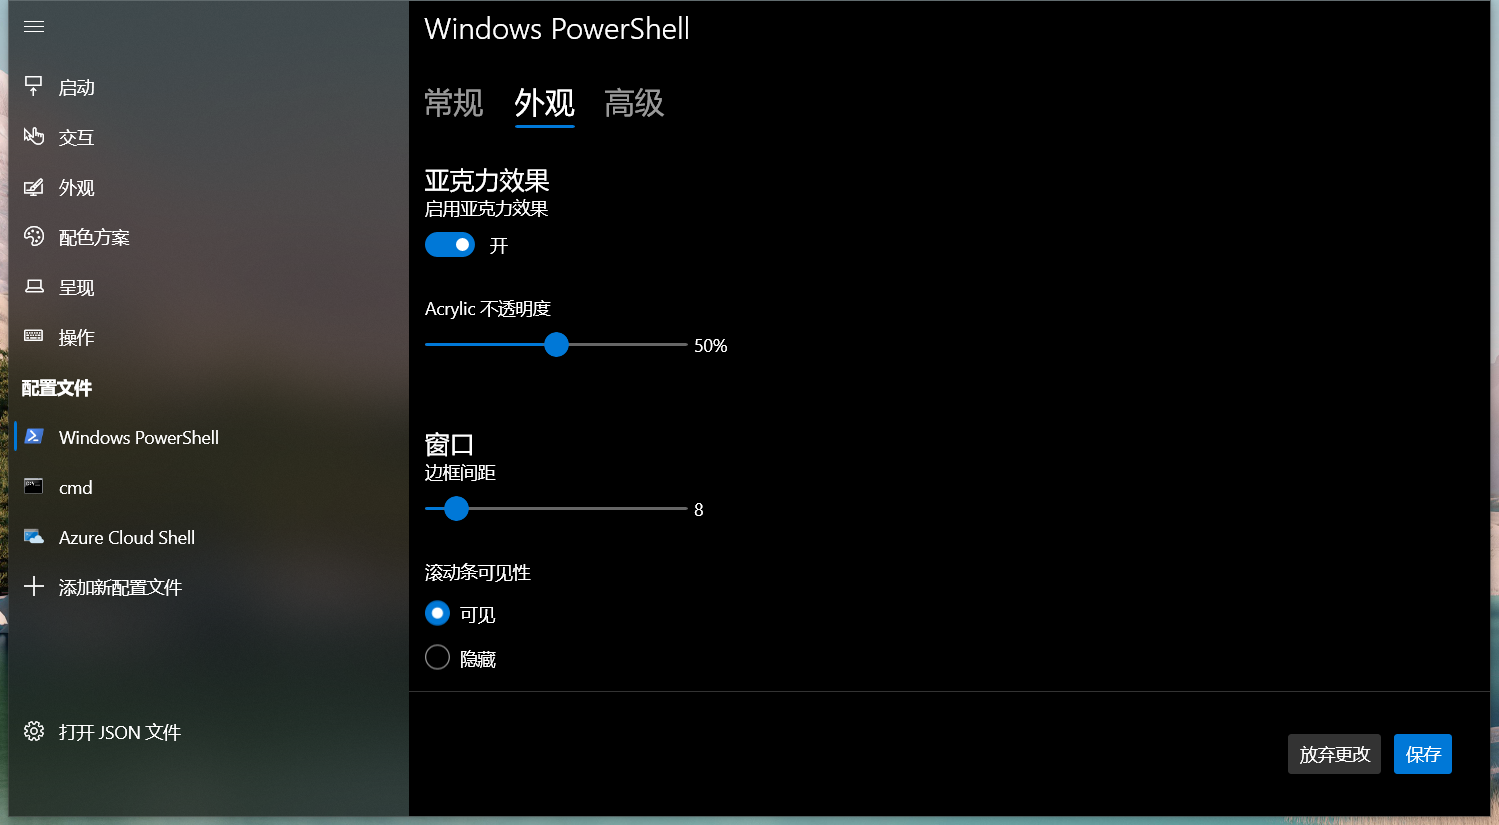 启动
交互
外观
配色方案
呈现
操作
配置文件
Windows PowerShell
cmd
Azure Cloud Shell
添加新配置文件
打开 JSON 文件
Windows PowerShell
常规 外观 高级
亚克力效果
启用亚克力效果
开
Acrylic 不透明度
50%
窗口
边框间距
8
滚动条可见性
可见
隐藏
放弃更改 保存